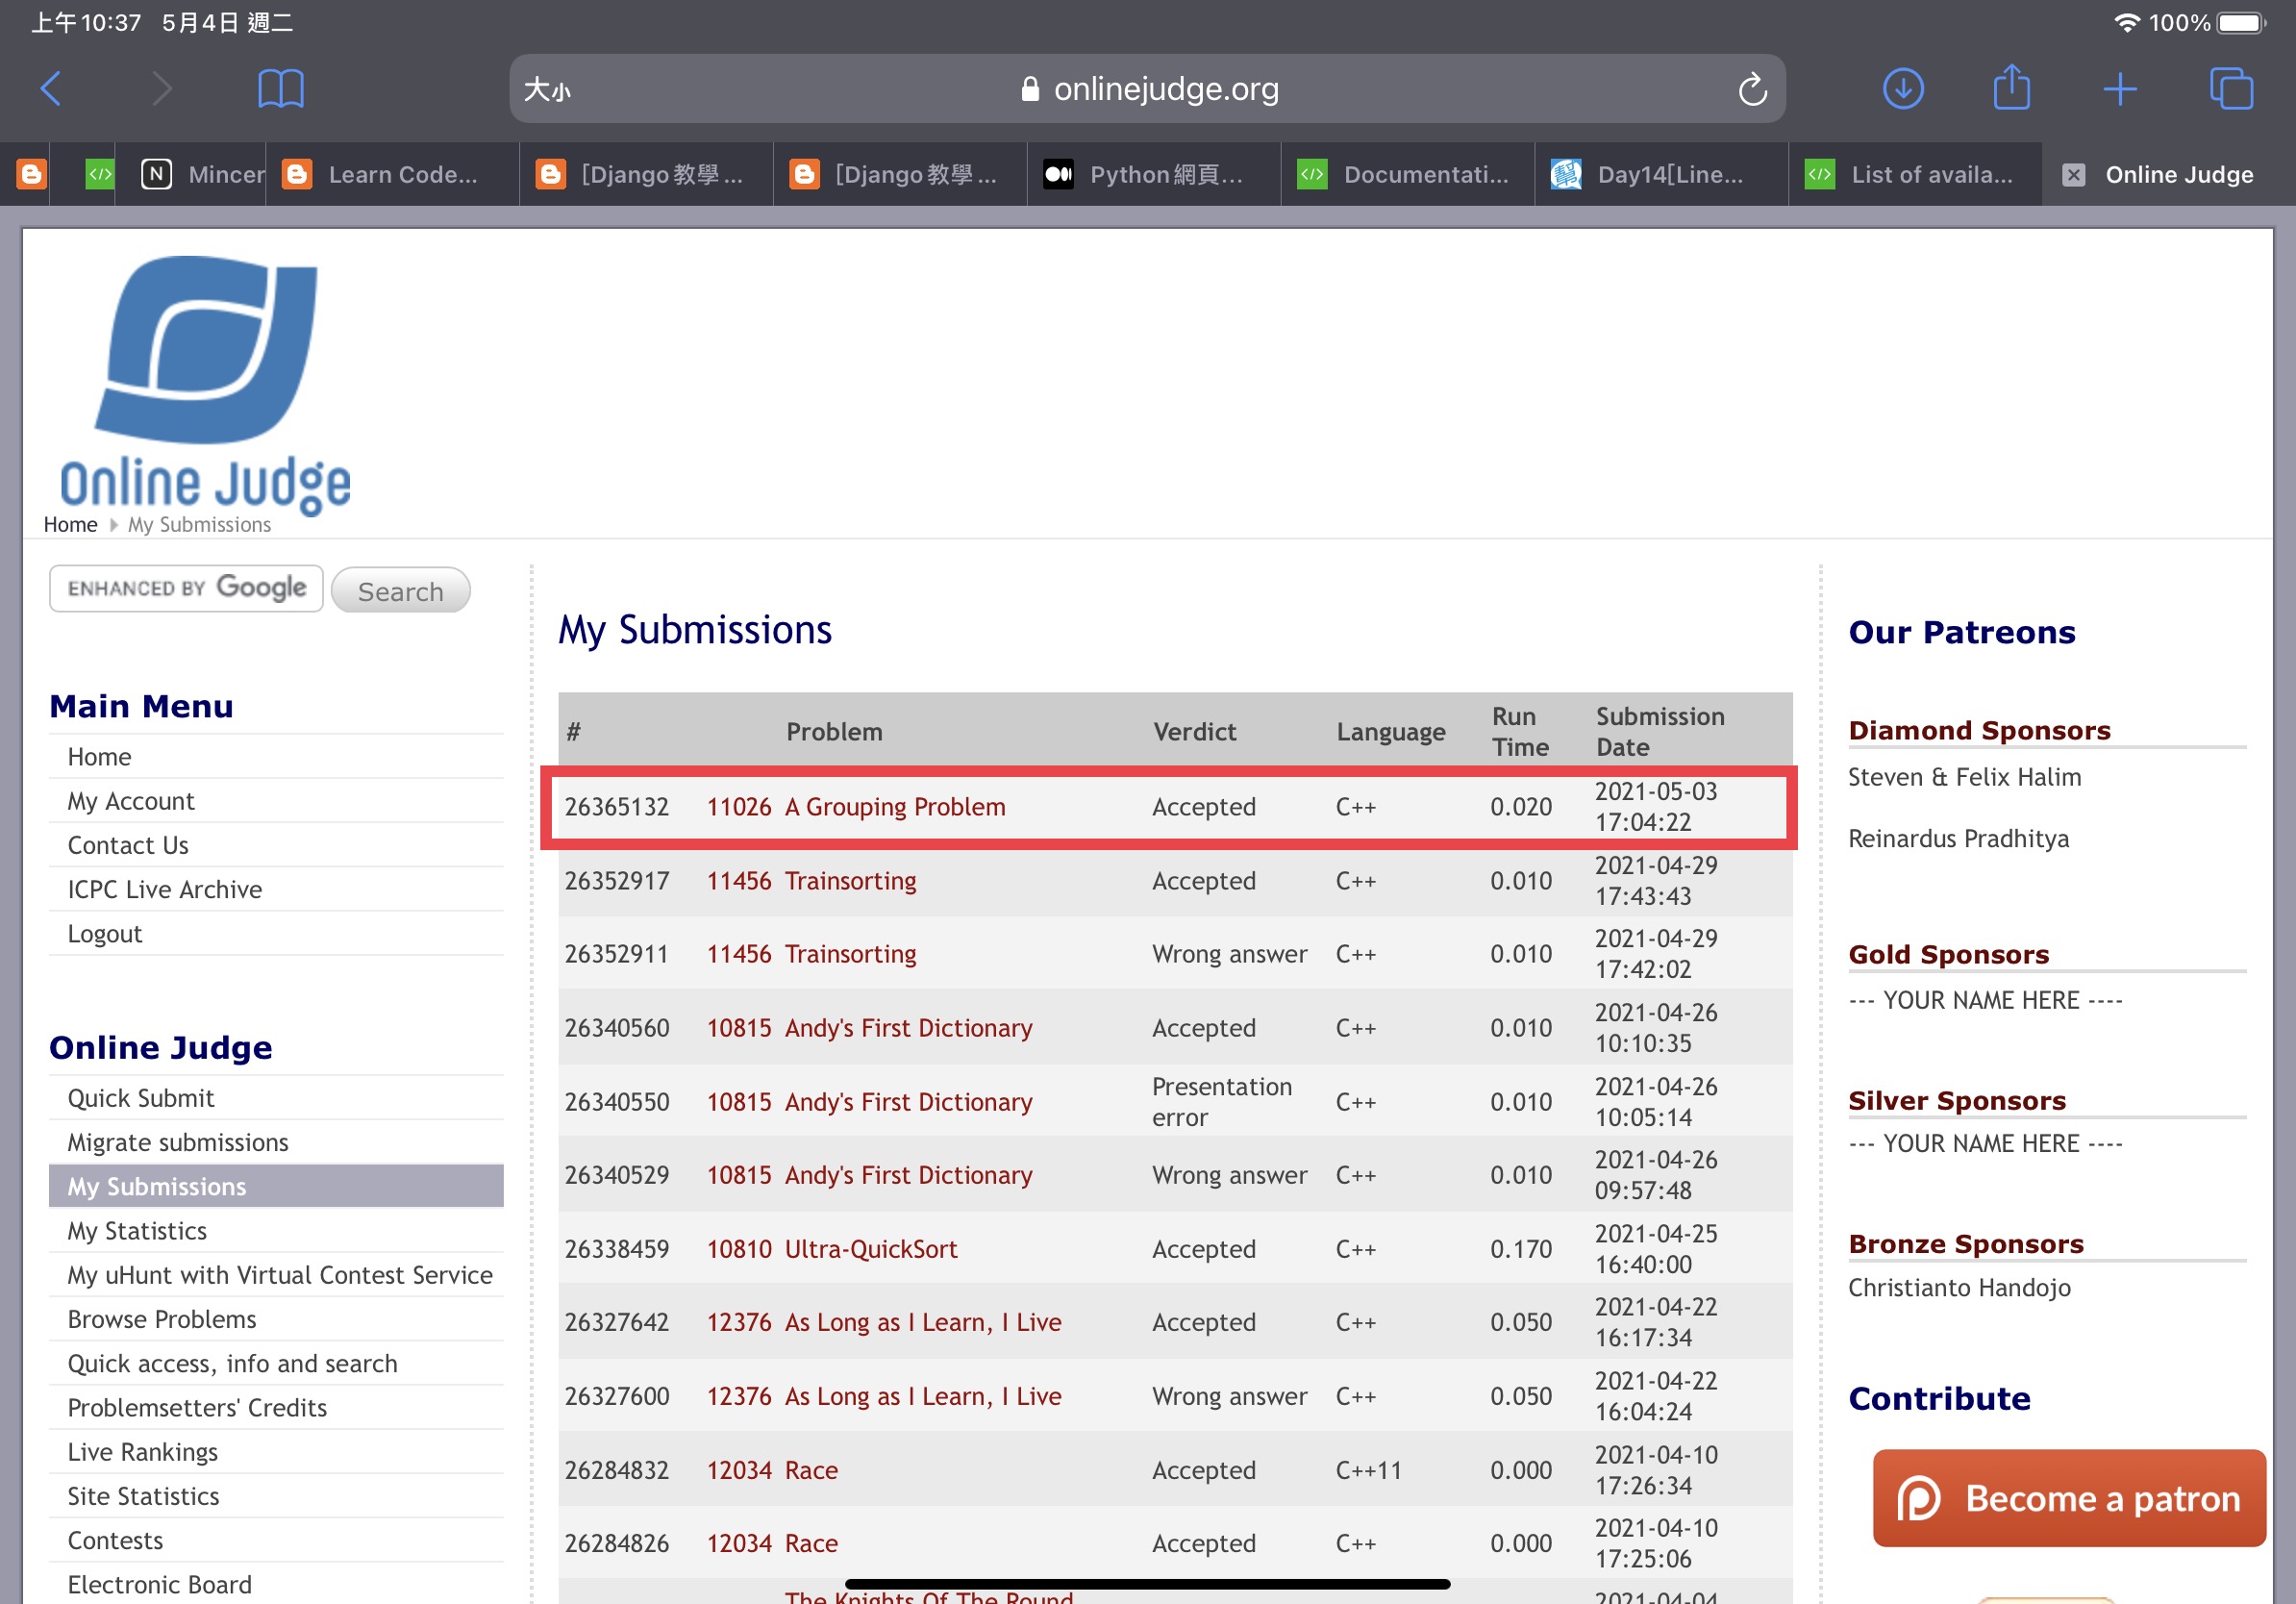 上午10:37 5月4日 週二
100%
大小
onlinejudge.org
Mincer
Learn Code...
[Django教學 ...
[Django教學 ...
Python網頁...
Documentati...
Day14[Line...
List of availa...
Online Judge
Online Judge
Home My Submissions
ENHANCED BY Google
Search
Main Menu
Home
My Account
Contact Us
ICPC Live Archive
Logout
Online Judge
Quick Submit
Migrate submissions
My Submissions
My Statistics
My uHunt with Virtual Contest Service
Browse Problems
Quick access, info and search
Problemsetters' Credits
Live Rankings
Site Statistics
Contests
Electronic Board
My Submissions
# Problem Verdict Language Run Time Submission Date
26365132 11026 A Grouping Problem Accepted C++ 0.020 2021-05-03 17:04:22
26352917 11456 Trainsorting Accepted C++ 0.010 2021-04-29 17:43:43
26352911 11456 Trainsorting Wrong answer C++ 0.010 2021-04-29 17:42:02
26340560 10815 Andy's First Dictionary Accepted C++ 0.010 2021-04-26 10:10:35
26340550 10815 Andy's First Dictionary Presentation error C++ 0.010 2021-04-26 10:05:14
26340529 10815 Andy's First Dictionary Wrong answer C++ 0.010 2021-04-26 09:57:48
26338459 10810 Ultra-QuickSort Accepted C++ 0.170 2021-04-25 16:40:00
26327642 12376 As Long as I Learn, I Live Accepted C++ 0.050 2021-04-22 16:17:34
26327600 12376 As Long as I Learn, I Live Wrong answer C++ 0.050 2021-04-22 16:04:24
26284832 12034 Race Accepted C++11 0.000 2021-04-10 17:26:34
26284826 12034 Race Accepted C++ 0.000 2021-04-10 17:25:06
The Knights Of The Round 2021-04-04
Our Patreons
Diamond Sponsors
Steven & Felix Halim
Reinardus Pradhitya
Gold Sponsors
--- YOUR NAME HERE ----
Silver Sponsors
--- YOUR NAME HERE ----
Bronze Sponsors
Christianto Handojo
Contribute
Become a patron